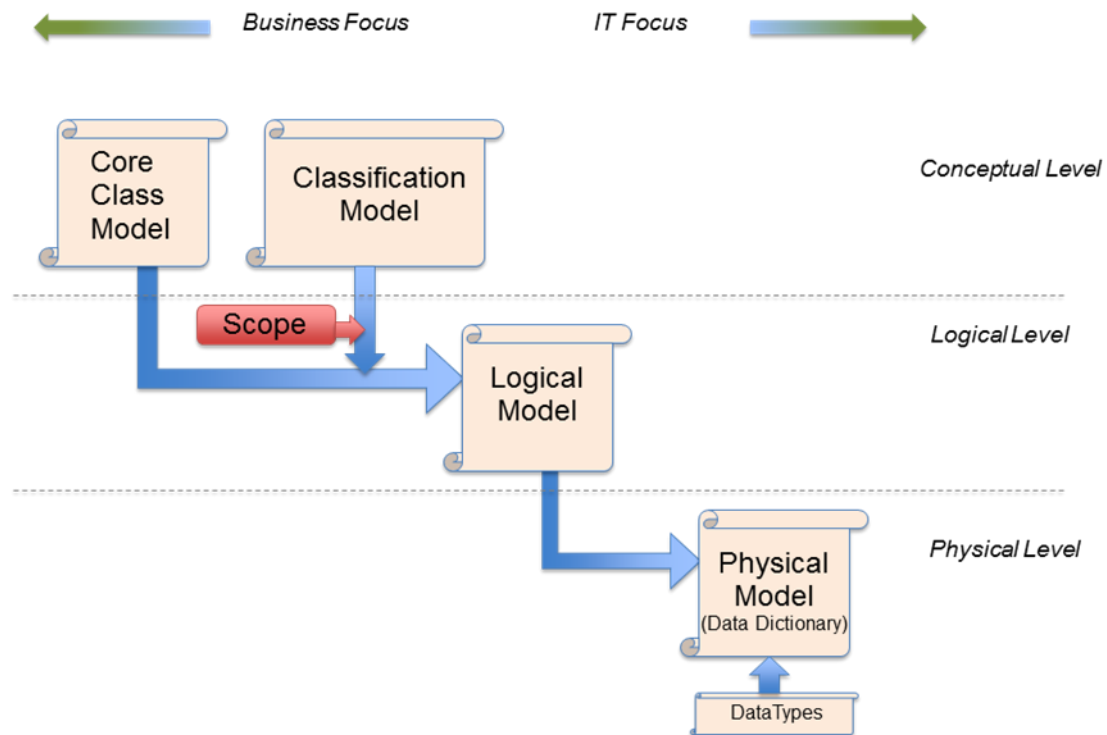 Business Focus
IT Focus
Core
Class
Model
Classification
Model
Conceptual Level
Scope
Logical Level
Logical
Model
Physical Level
Physical
Model
(Data Dictionary)
DataTypes